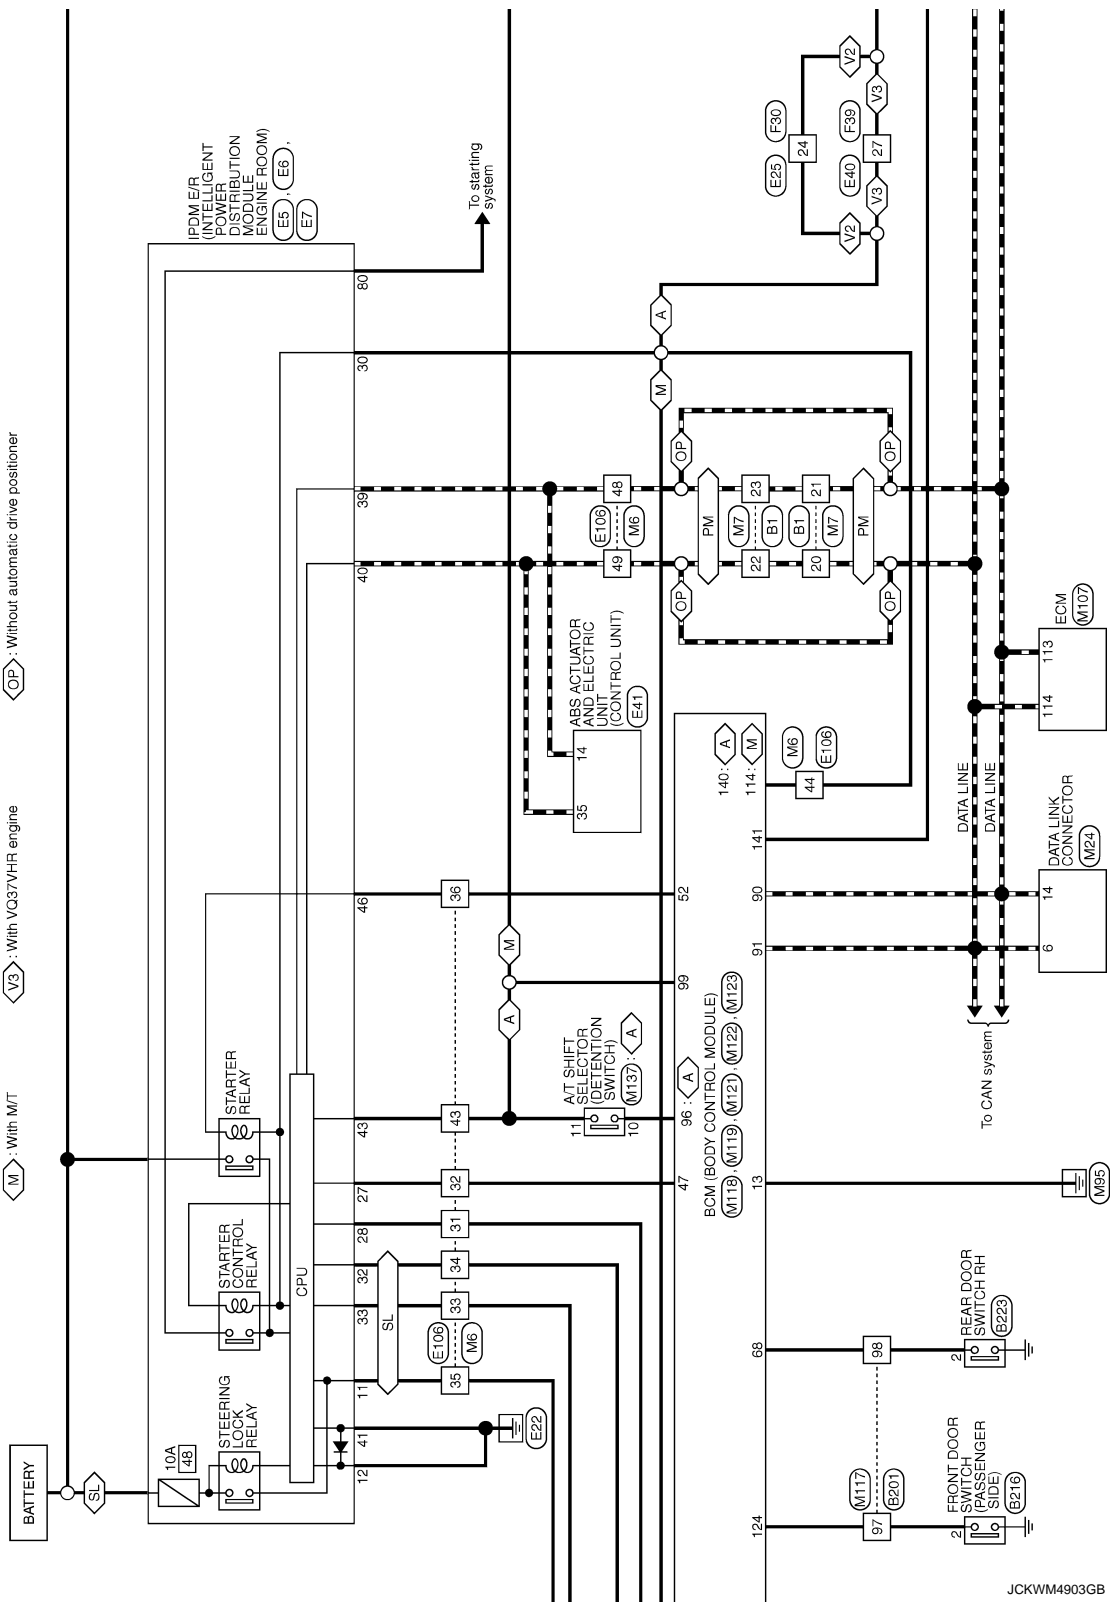 M : With M/T
V3 : With VQ37VHR engine
OP : Without automatic drive positioner
BATTERY
SL
10A
48
STEERING
LOCK
RELAY
STARTER
CONTROL
RELAY
STARTER
RELAY
IPDM E/R
(INTELLIGENT
POWER
DISTRIBUTION
MODULE
ENGINE ROOM)
E5 , E6 ,
E7
CPU
12
41
11
33
32
28
27
43
46
40
39
30
80
To starting
system
E22
SL
E106
M6
35
33
34
31
32
43
36
A
M
A/T SHIFT
SELECTOR
(DETENTION
SWITCH)
M137 : A
11
10
ABS ACTUATOR
AND ELECTRIC
UNIT
(CONTROL UNIT)
E41
35
14
E106
M6
49
48
M
A
OP
OP
PM
22
23
M7
B1
20
21
B1
M7
PM
OP
OP
V2
V2
E25
F30
24
V3
V3
E40
F39
27
47
96 : A
99
52
BCM (BODY CONTROL MODULE)
M118 , M119 , M121 , M122 , M123
140 : A
114 : M
124
68
13
91
90
141
M6
E106
44
M117
B201
97
98
FRONT DOOR
SWITCH
(PASSENGER
SIDE)
B216
2
REAR DOOR
SWITCH RH
B223
2
M95
To CAN system
DATA LINE
DATA LINE
DATA LINK
CONNECTOR
M24
6
14
ECM
M107
114
113
JCKWM4903GB